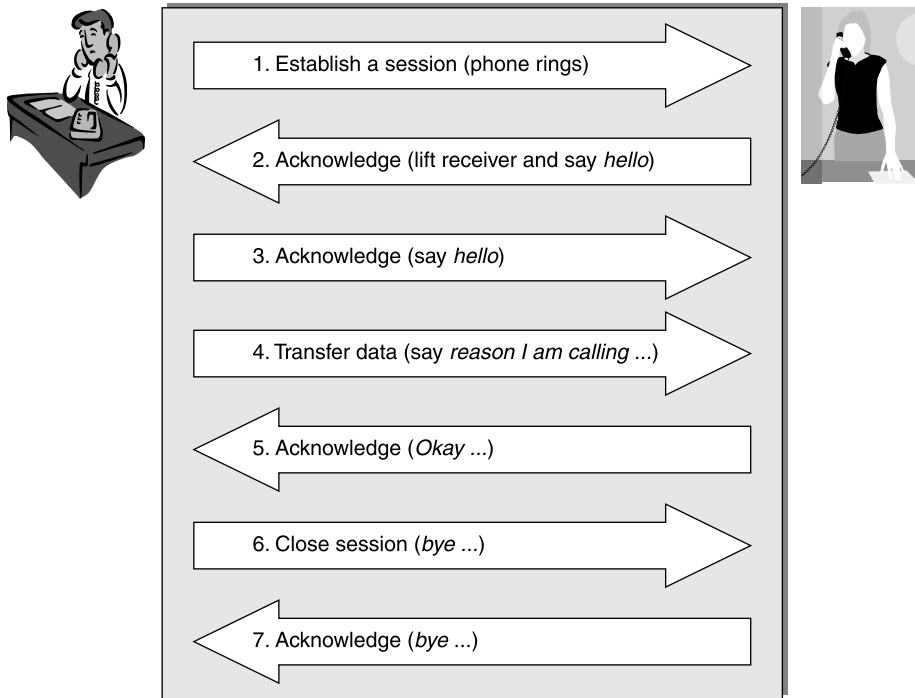 1. Establish a session (phone rings)
2. Acknowledge (lift receiver and say hello)
3. Acknowledge (say hello)
4. Transfer data (say reason I am calling ...)
5. Acknowledge (Okay ...)
6. Close session (bye ...)
7. Acknowledge (bye ...)